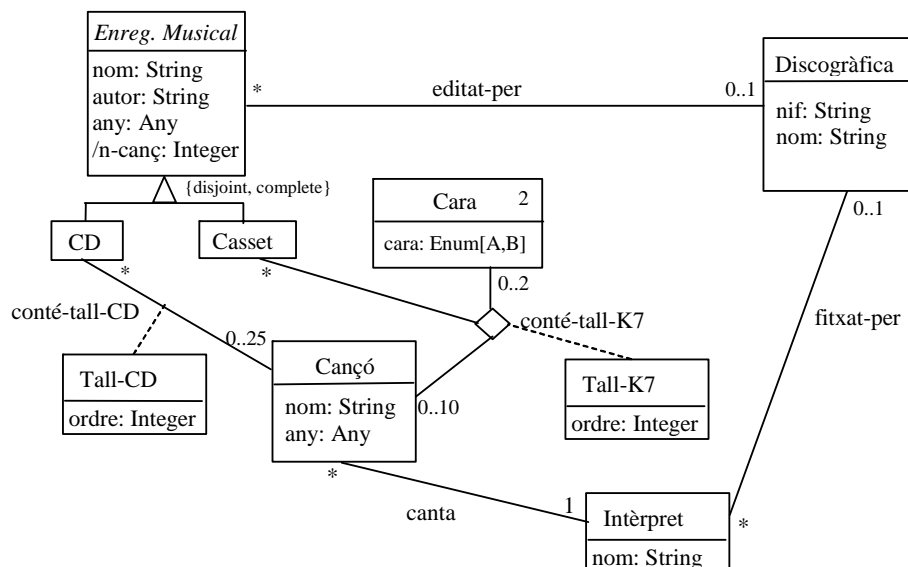 Enreg. Musical
nom: String
autor: String
any: Any
/n-canç: Integer
*
editat-per
0..1
Discogràfica
nif: String
nom: String
{disjoint, complete}
CD
Casset
Cara 2
cara: Enum[A,B]
0..1
*
*
0..2
conté-tall-CD
conté-tall-K7
fitxat-per
0..25
Tall-CD
ordre: Integer
Cançó
nom: String
any: Any
0..10
Tall-K7
ordre: Integer
*
canta
1
Intèrpret
nom: String
*